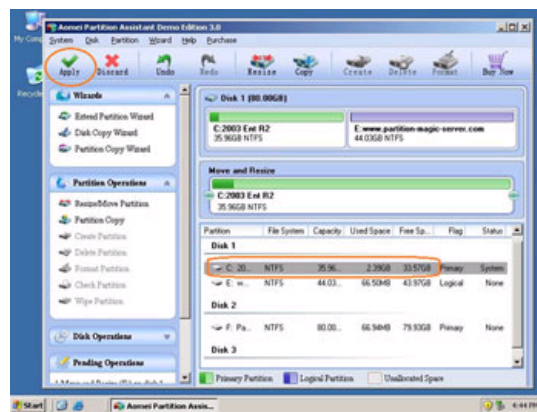 Aomei Partition Assistant Demo Edition 3.0
My Comp
System Disk Partition Wizard Help Purchase
Apply Discard Undo Redo Resize Copy Create Delete Format Buy Now
Recycle
Wizards
Extend Partition Wizard
Disk Copy Wizard
Partition Copy Wizard
Partition Operations
Resize/Move Partition
Partition Copy
Create Partition
Delete Partition
Format Partition
Check Partition
Wipe Partition
Disk Operations
Pending Operations
Disk 1 (80.00GB)
C:2003 Ent R2
35.96GB NTFS
E:www.partition-magic-server.com
44.03GB NTFS
Move and Resize
C:2003 Ent R2
35.96GB NTFS
Partition File System Capacity Used Space Free Sp... Flag Status
Disk 1
C: 20... NTFS 35.96... 2.39GB 33.57GB Primary System
E: w... NTFS 44.03... 66.50MB 43.97GB Logical None
Disk 2
F: Pa... NTFS 80.00... 66.94MB 79.93GB Primary None
Disk 3
Primary Partition Logical Partition Unallocated Space
Start Aomei Partition Assis... 4:44 PM